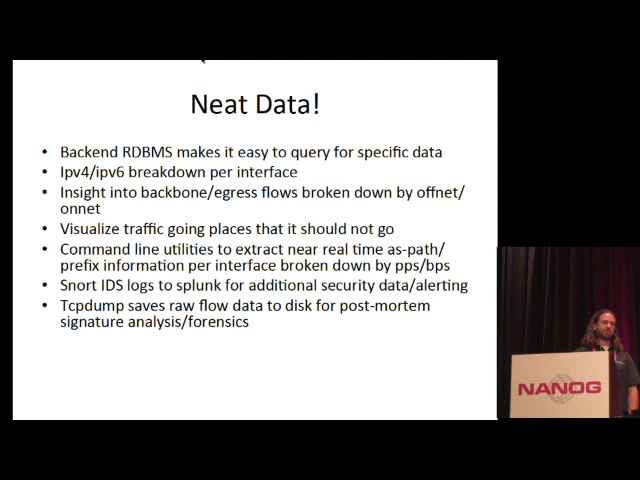 Neat Data!
• Backend RDBMS makes it easy to query for specific data
• Ipv4/ipv6 breakdown per interface
• Insight into backbone/egress flows broken down by offnet/
onnet
• Visualize traffic going places that it should not go
• Command line utilities to extract near real time as-path/
prefix information per interface broken down by pps/bps
• Snort IDS logs to splunk for additional security data/alerting
• Tcpdump saves raw flow data to disk for post-mortem
signature analysis/forensics
NANOG